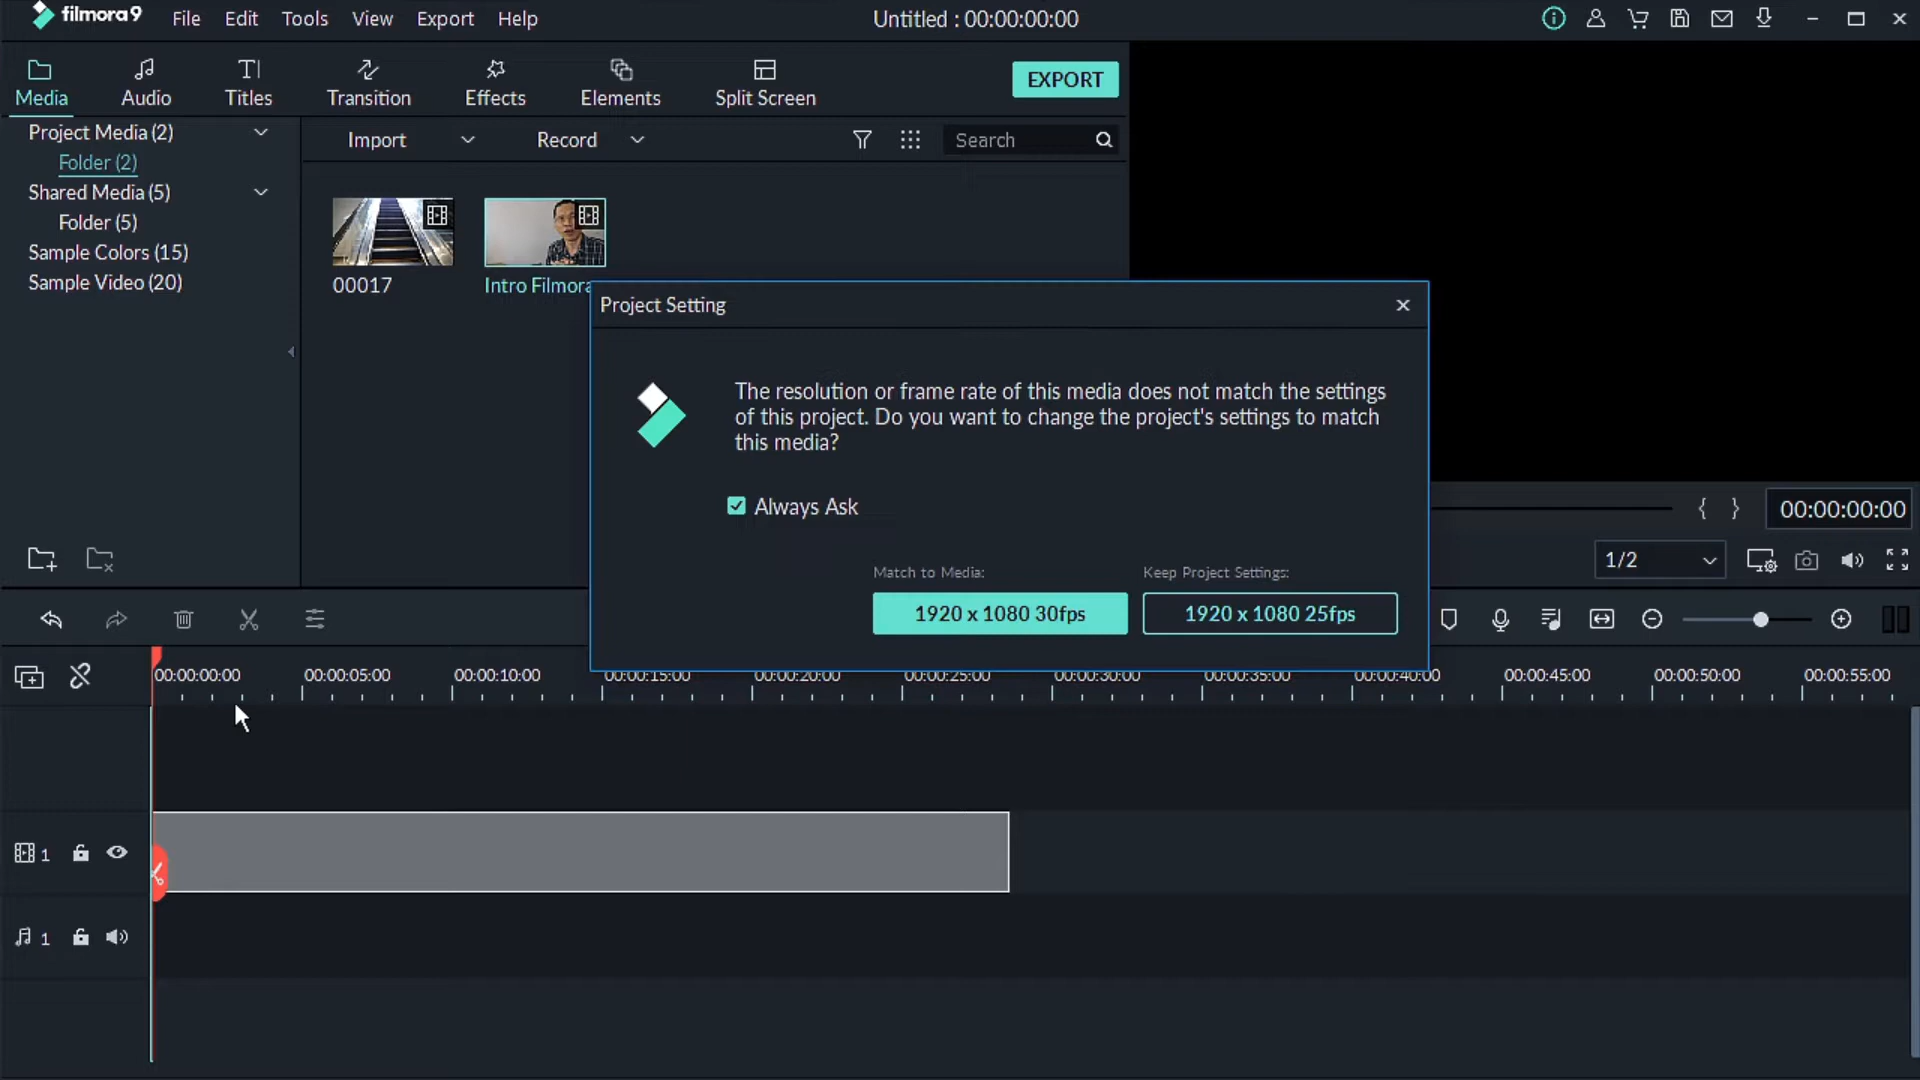 filmora9
File Edit Tools View Export Help
Untitled : 00:00:00:00
Media Audio Titles Transition Effects Elements Split Screen
EXPORT
Project Media (2)
Folder (2)
Shared Media (5)
Folder (5)
Sample Colors (15)
Sample Video (20)
Import Record Search
00017 Intro Filmora
Project Setting
The resolution or frame rate of this media does not match the settings
of this project. Do you want to change the project's settings to match
this media?
Always Ask
Match to Media: Keep Project Settings:
1920 x 1080 30fps 1920 x 1080 25fps
00:00:00:00
1/2
00:00:00:00 00:00:05:00 00:00:10:00 00:00:15:00 00:00:20:00 00:00:25:00 00:00:30:00 00:00:35:00 00:00:40:00 00:00:45:00 00:00:50:00 00:00:55:00
1
1